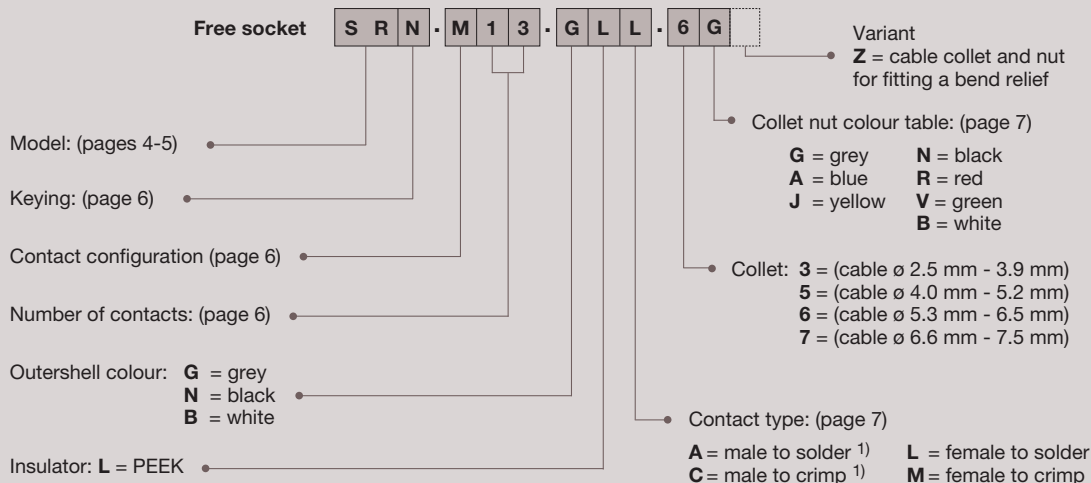 Free socket SRN.M13.GLL.6G
Variant
Z = cable collet and nut
for fitting a bend relief
Model: (pages 4-5)
Keying: (page 6)
Contact configuration (page 6)
Number of contacts: (page 6)
Outershell colour: G = grey
N = black
B = white
Insulator: L = PEEK
Collet nut colour table: (page 7)
G = grey N = black
A = blue R = red
J = yellow V = green
B = white
Collet: 3 = (cable ø 2.5 mm - 3.9 mm)
5 = (cable ø 4.0 mm - 5.2 mm)
6 = (cable ø 5.3 mm - 6.5 mm)
7 = (cable ø 6.6 mm - 7.5 mm)
Contact type: (page 7)
A = male to solder 1) L = female to solder
C = male to crimp 1) M = female to crimp